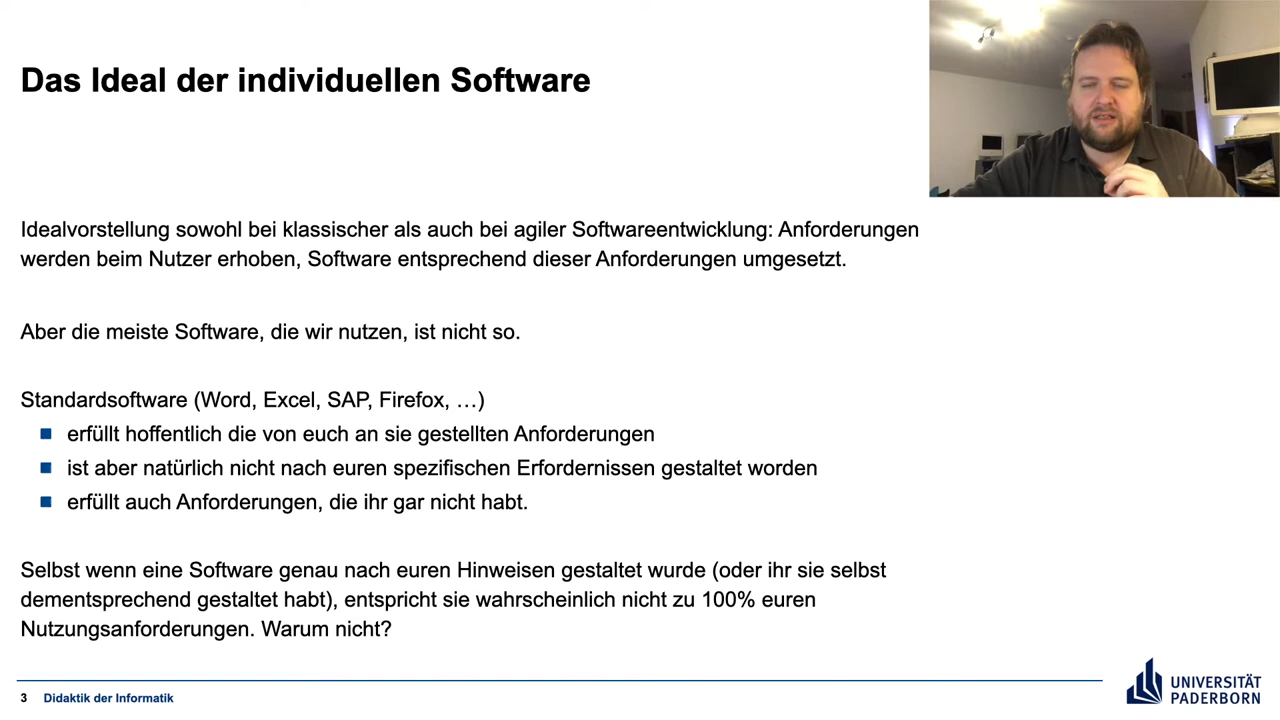 Das Ideal der individuellen Software
Idealvorstellung sowohl bei klassischer als auch bei agiler Softwareentwicklung: Anforderungen
werden beim Nutzer erhoben, Software entsprechend dieser Anforderungen umgesetzt.
Aber die meiste Software, die wir nutzen, ist nicht so.
Standardsoftware (Word, Excel, SAP, Firefox, …)
erfüllt hoffentlich die von euch an sie gestellten Anforderungen
ist aber natürlich nicht nach euren spezifischen Erfordernissen gestaltet worden
erfüllt auch Anforderungen, die ihr gar nicht habt.
Selbst wenn eine Software genau nach euren Hinweisen gestaltet wurde (oder ihr sie selbst
dementsprechend gestaltet habt), entspricht sie wahrscheinlich nicht zu 100% euren
Nutzungsanforderungen. Warum nicht?
3 Didaktik der Informatik
UNIVERSITÄT
PADERBORN